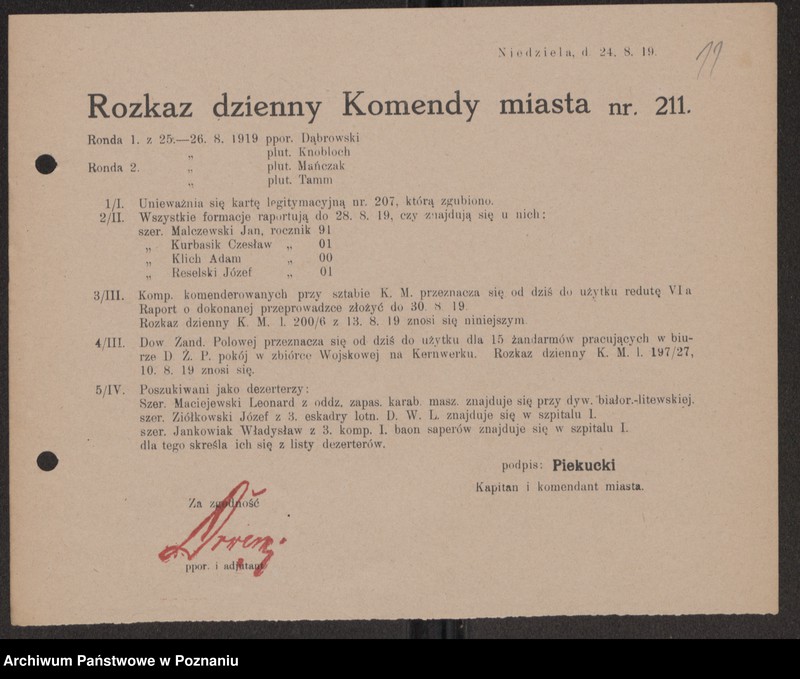 Niedziela, d. 24. 8. 19.
11
Rozkaz dzienny Komendy miasta nr. 211.
Ronda 1. z 25.—26. 8. 1919 ppor. Dąbrowski
„ plut. Knobloch
Ronda 2. „ plut. Mańczak
„ plut. Tamm
1/I. Unieważnia się kartę legitymacyjną nr. 207, którą zgubiono.
2/II. Wszystkie formacje raportują do 28. 8. 19, czy znajdują się u nich:
szer. Malczewski Jan, rocznik 91
„ Kurbasik Czesław „ 01
„ Klich Adam „ 00
„ Reselski Józef „ 01
3/III. Komp. komenderowanych przy sztabie K. M. przeznacza się od dziś do użytku redutę VIa
Raport o dokonanej przeprowadzce złożyć do 30. 8. 19.
Rozkaz dzienny K. M. l. 200/6 z 13. 8. 19 znosi się niniejszym.
4/III. Dow. Żand. Polowej przeznacza się od dziś do użytku dla 15 żandarmów pracujących w biu-
rze D. Ż. P. pokój w zbiórce Wojskowej na Kernwerku. Rozkaz dzienny K. M. l. 197/27,
10. 8. 19 znosi się.
5/IV. Poszukiwani jako dezerterzy:
Szer. Maciejewski Leonard z oddz. zapas. karab. masz. znajduje się przy dyw. białor.-litewskiej.
szer. Ziółkowski Józef z 3. eskadry lotn. D. W. L. znajduje się w szpitalu I.
szer. Jankowiak Władysław z 3. komp. I. baon saperów znajduje się w szpitalu I.
dla tego skreśla ich się z listy dezerterów.
podpis: Piekucki
Kapitan i komendant miasta.
Za zgodność
ppor. i adjutant
Archiwum Państwowe w Poznaniu